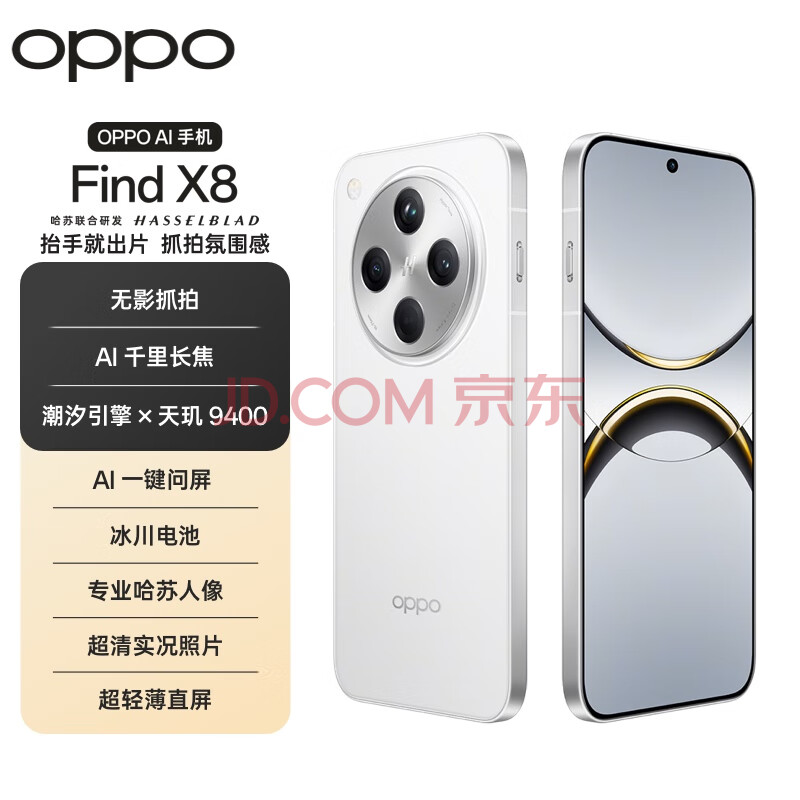 oppo
OPPO AI 手机
Find X8
哈苏联合研发 HASSELBLAD
抬手就出片 抓拍氛围感
无影抓拍
AI 千里长焦
潮汐引擎 × 天玑 9400
AI 一键问屏
冰川电池
专业哈苏人像
超清实况照片
超轻薄直屏
JD.COM 京东
H
oppo